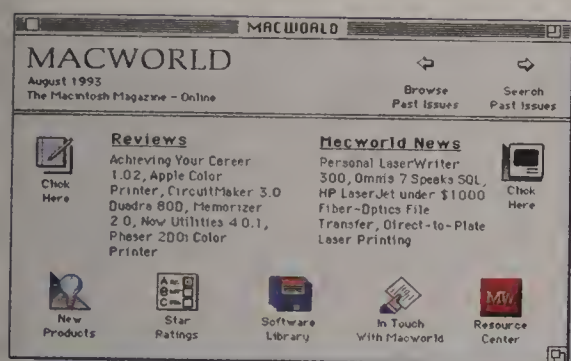 MACWORLD
MACWORLD
August 1993
The Macintosh Magazine – Online
Browse
Past Issues
Search
Past Issues
Click
Here
Reviews
Achieving Your Career
1.02, Apple Color
Printer, CircuitMaker 3.0
Quadra 800, Memorizer
2.0, Now Utilities 4.0.1,
Phaser 200i Color
Printer
Macworld News
Personal LaserWriter
300, Omnis 7 Speaks SQL,
HP LaserJet under $1000
Fiber-Optics File
Transfer, Direct-to-Plate
Laser Printing
Click
Here
New
Products
A
B
C
Star
Ratings
Software
Library
In Touch
With Macworld
MW
Resource
Center